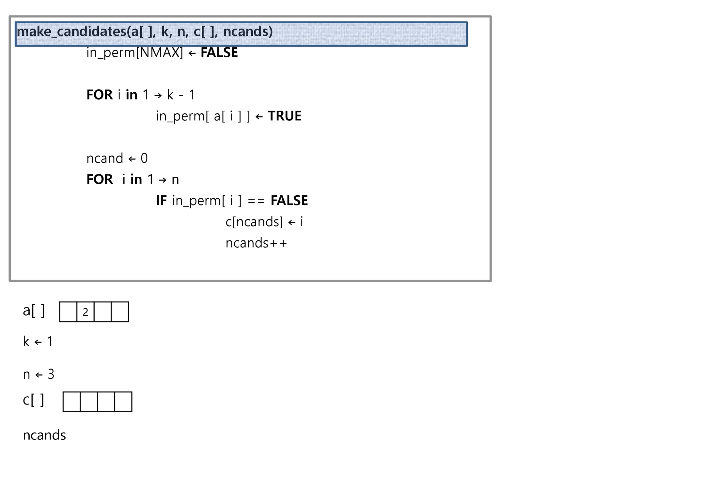 make_candidates(a[ ], k, n, c[ ], ncands)
in_perm[NMAX] ← FALSE
FOR i in 1 → k - 1
in_perm[ a[ i ] ] ← TRUE
ncand ← 0
FOR  i in 1 → n
IF in_perm[ i ] == FALSE
c[ncands] ← i
ncands++
a[ ] 2
k ← 1
n ← 3
c[ ]
ncands